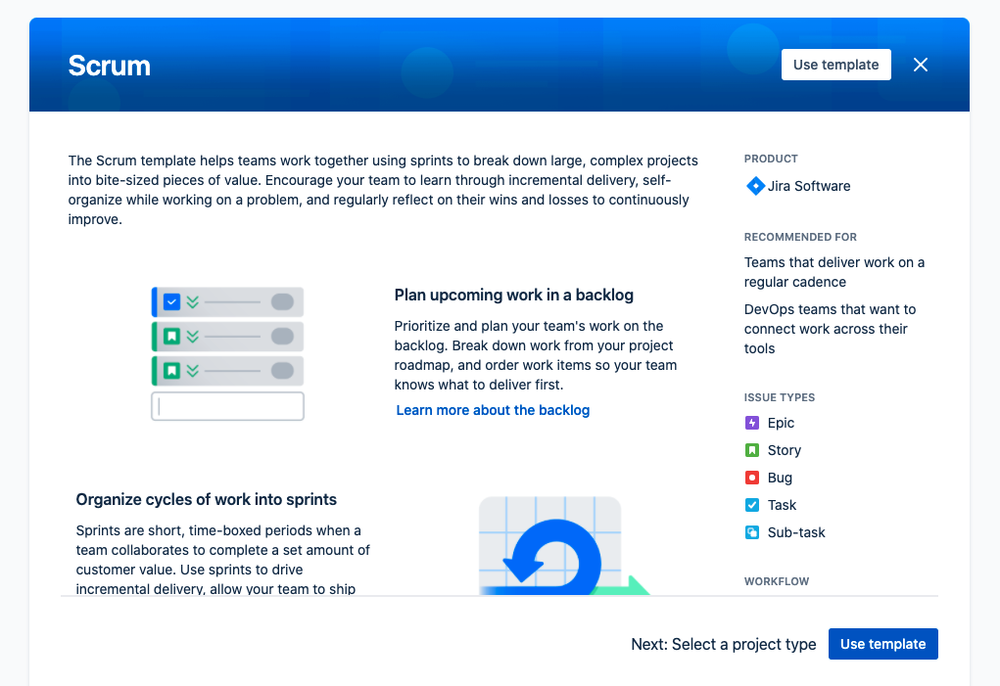 Scrum
Use template
The Scrum template helps teams work together using sprints to break down large, complex projects
into bite-sized pieces of value. Encourage your team to learn through incremental delivery, self-
organize while working on a problem, and regularly reflect on their wins and losses to continuously
improve.
Plan upcoming work in a backlog
Prioritize and plan your team's work on the
backlog. Break down work from your project
roadmap, and order work items so your team
knows what to deliver first.
Learn more about the backlog
Organize cycles of work into sprints
Sprints are short, time-boxed periods when a
team collaborates to complete a set amount of
customer value. Use sprints to drive
incremental delivery, allow your team to ship
PRODUCT
Jira Software
RECOMMENDED FOR
Teams that deliver work on a
regular cadence
DevOps teams that want to
connect work across their
tools
ISSUE TYPES
Epic
Story
Bug
Task
Sub-task
WORKFLOW
Next: Select a project type
Use template